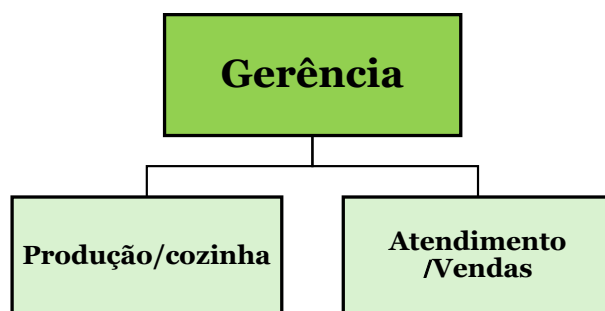 Gerência
Produção/cozinha
Atendimento
/Vendas